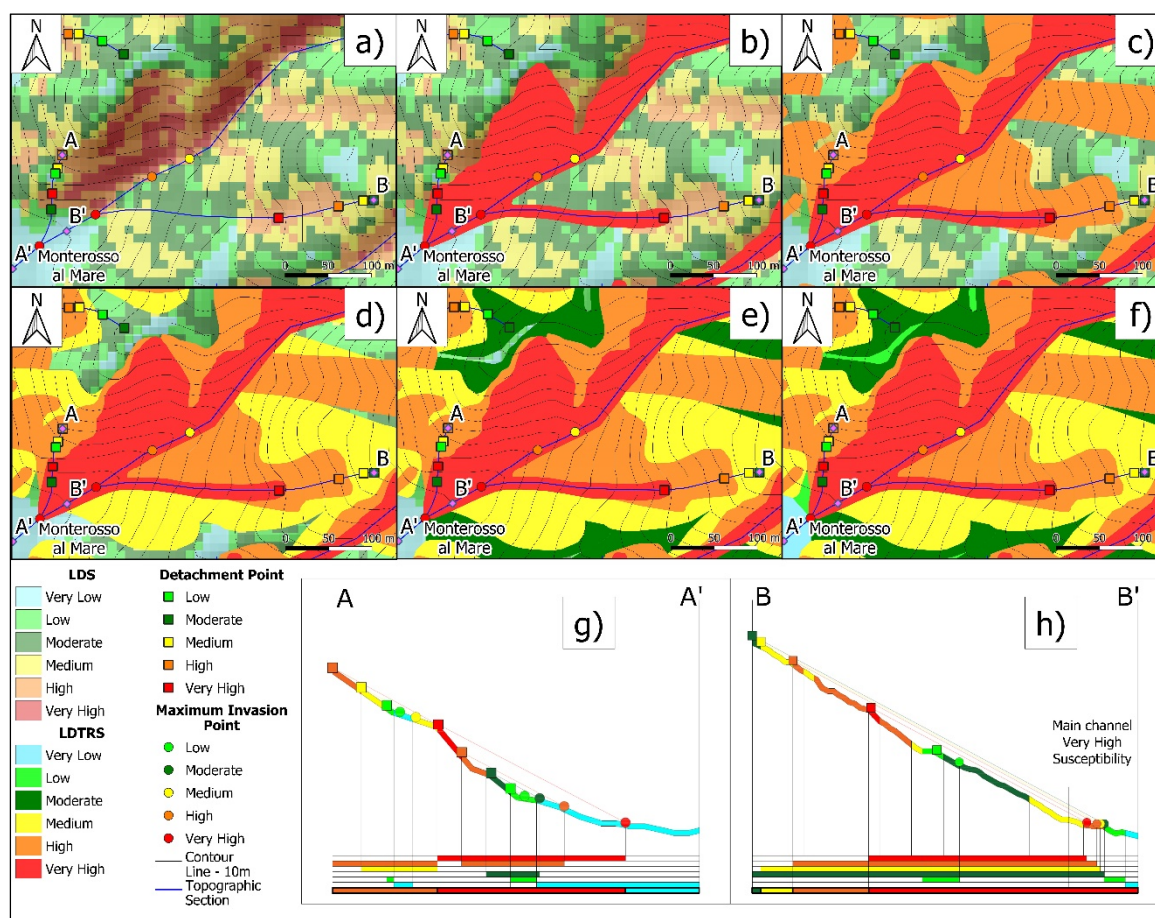 N
a)
A
B
B'
A'
Monterosso
al Mare
0 50 100 m
N
b)
A
B
B'
A'
Monterosso
al Mare
0 50 100 m
N
c)
A
B
B'
A'
Monterosso
al Mare
0 50 100 m
N
d)
A
B
B'
A'
Monterosso
al Mare
0 50 100 m
N
e)
A
B
B'
A'
Monterosso
al Mare
0 50 100 m
N
f)
A
B
B'
A'
Monterosso
al Mare
0 50 100 m
LDS
Very Low
Low
Moderate
Medium
High
Very High
LDTRS
Very Low
Low
Moderate
Medium
High
Very High
Detachment Point
Low
Moderate
Medium
High
Very High
Maximum Invasion
Point
Low
Moderate
Medium
High
Very High
Contour
Line - 10m
Topographic
Section
A
g)
A'
B
h)
B'
Main channel
Very High
Susceptibility